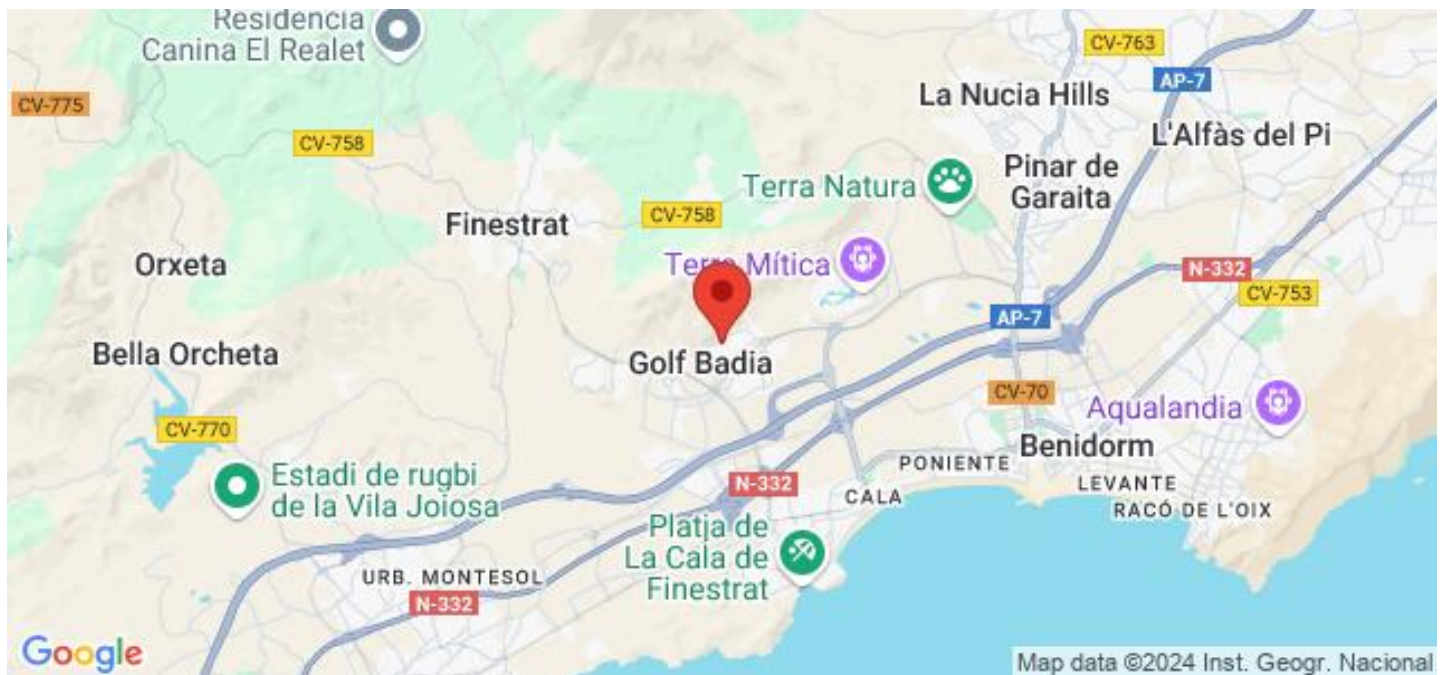 Residencia
Canina El Realet
CV-763
AP-7
CV-775
La Nucia Hills
CV-758
L'Alfàs del Pi
Terra Natura
Pinar de
Garaita
Finestrat
CV-758
Orxeta
Terra Mítica
N-332
CV-753
AP-7
Bella Orcheta
Golf Badia
CV-70
Aqualandia
CV-770
Benidorm
PONIENTE
Estadi de rugbi
de la Vila Joiosa
N-332
CALA
LEVANTE
RACÓ DE L'OIX
Platja de
La Cala de
Finestrat
URB. MONTESOL
N-332
Google
Map data ©2024 Inst. Geogr. Nacional